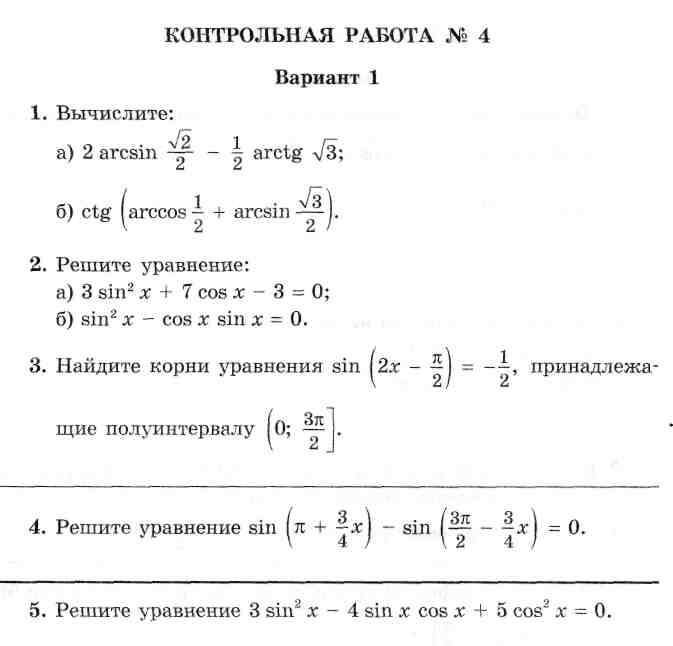 КОНТРОЛЬНАЯ РАБОТА № 4
Вариант 1
1. Вычислите:
а) 2 arcsin √2/2 − 1/2 arctg √3;
б) ctg (arccos 1/2 + arcsin √3/2).
2. Решите уравнение:
а) 3 sin² x + 7 cos x − 3 = 0;
б) sin² x − cos x sin x = 0.
3. Найдите корни уравнения sin (2x − π/2) = −1/2, принадлежа-
щие полуинтервалу (0; 3π/2].
4. Решите уравнение sin (π + 3/4 x) − sin (3π/2 − 3/4 x) = 0.
5. Решите уравнение 3 sin² x − 4 sin x cos x + 5 cos² x = 0.